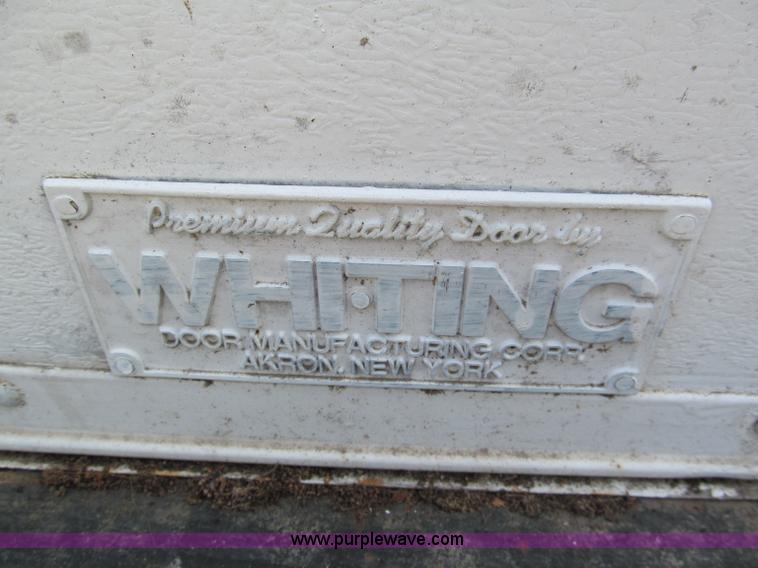 Premium Quality Door by
WHITING
DOOR MANUFACTURING CORP.
AKRON, NEW YORK
www.purplewave.com